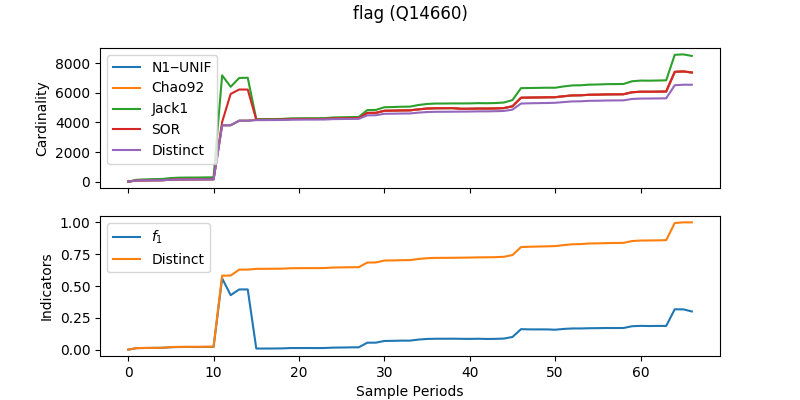 flag (Q14660)
8000
6000
4000
2000
0
Cardinality
N1−UNIF
Chao92
Jack1
SOR
Distinct
1.00
0.75
0.50
0.25
0.00
Indicators
f1
Distinct
0 10 20 30 40 50 60
Sample Periods